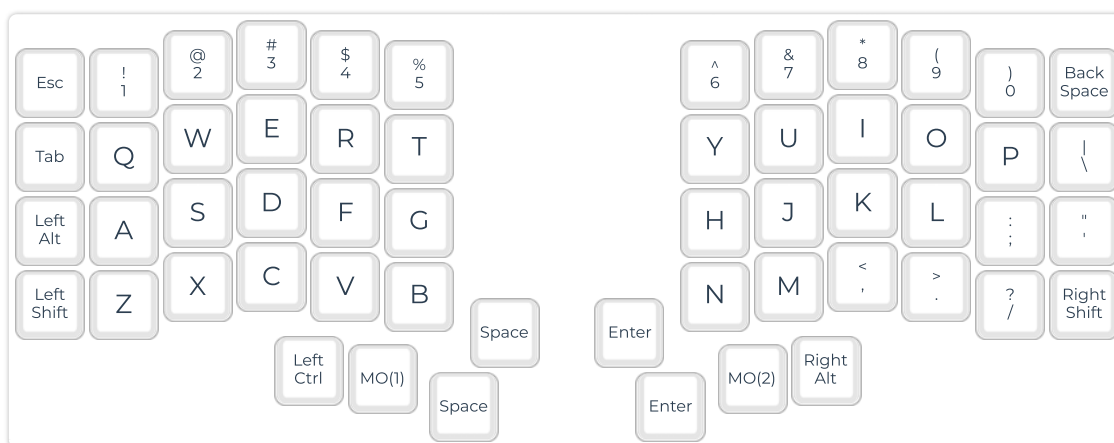 Esc
!
1
@
2
#
3
$
4
%
5
^
6
&
7
*
8
(
9
)
0
Back
Space
Tab
Q
W
E
R
T
Y
U
I
O
P
|
\
Left
Alt
A
S
D
F
G
H
J
K
L
:
;
"
'
Left
Shift
Z
X
C
V
B
N
M
<
,
>
.
?
/
Right
Shift
Space
Enter
Left
Ctrl
MO(1)
Space
Enter
MO(2)
Right
Alt